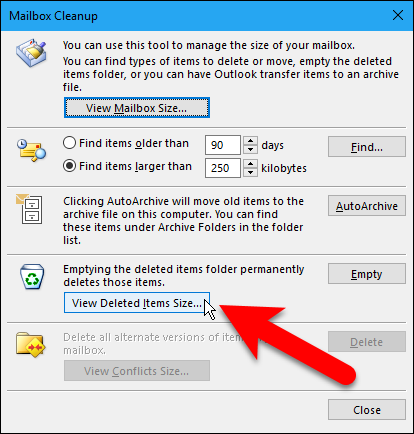 Mailbox Cleanup
You can use this tool to manage the size of your mailbox.
You can find types of items to delete or move, empty the deleted
items folder, or you can have Outlook transfer items to an archive
file.
View Mailbox Size...
Find items older than 90 days
Find...
Find items larger than 250 kilobytes
Clicking AutoArchive will move old items to the
archive file on this computer. You can find
these items under Archive Folders in the folder
list.
AutoArchive
Emptying the deleted items folder permanently
deletes those items.
Empty
View Deleted Items Size...
Delete all alternate versions of items
mailbox.
Delete
View Conflicts Size...
Close